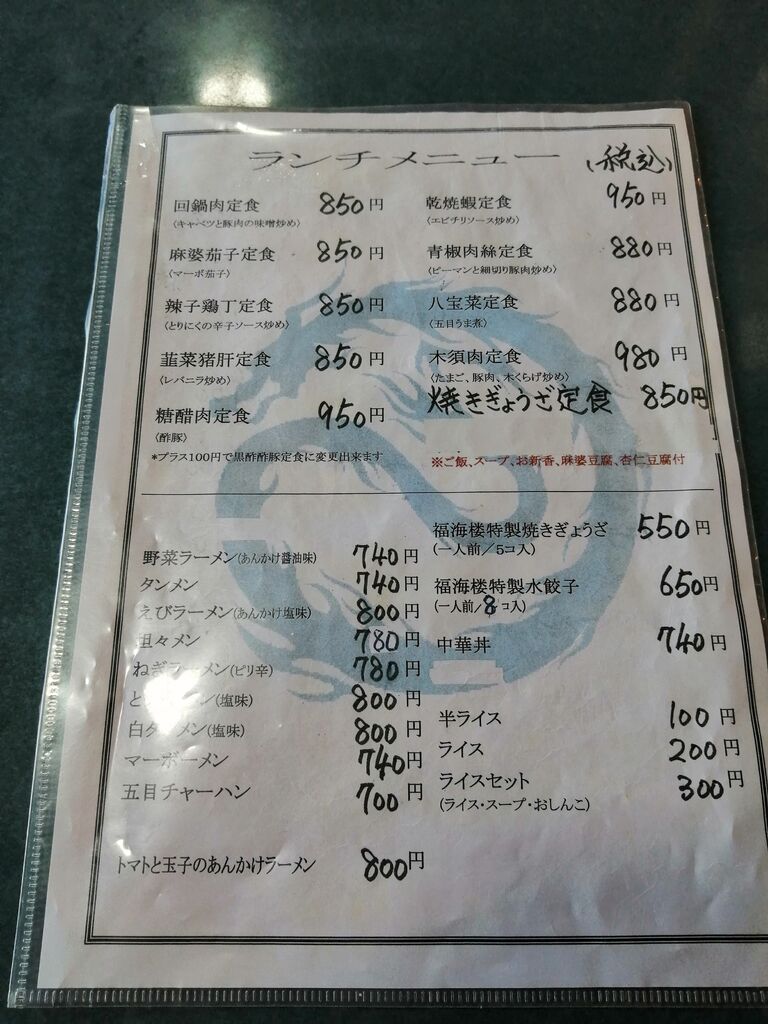 ランチメニュー (税込)
回鍋肉定食 850円
〈キャベツと豚肉の味噌炒め〉
麻婆茄子定食 850円
〈マーボ茄子〉
辣子鶏丁定食 850円
〈とりにくの辛子ソース炒め〉
韮菜猪肝定食 850円
〈レバニラ炒め〉
糖醋肉定食 950円
〈酢豚〉
*プラス100円で黒酢酢豚定食に変更出来ます
乾焼蝦定食 950円
〈エビチリソース炒め〉
青椒肉絲定食 880円
〈ピーマンと細切り豚肉炒め〉
八宝菜定食 880円
〈五目うま煮〉
木須肉定食 980円
〈たまご、豚肉、木くらげ炒め〉
焼きぎょうざ定食 850円
※ご飯、スープ、お新香、麻婆豆腐、杏仁豆腐付
野菜ラーメン(あんかけ醤油味) 740円
タンメン 740円
えびラーメン(あんかけ塩味) 800円
坦々メン 780円
ねぎラーメン(ピリ辛) 780円
(塩味) 800円
(塩味) 800円
マーボーメン 740円
五目チャーハン 700円
トマトと玉子のあんかけラーメン 800円
福海楼特製焼きぎょうざ 550円
(一人前/5コ入)
福海楼特製水餃子 650円
(一人前/8コ入)
中華丼 740円
半ライス 100円
ライス 200円
ライスセット 300円
(ライス・スープ・おしんこ)